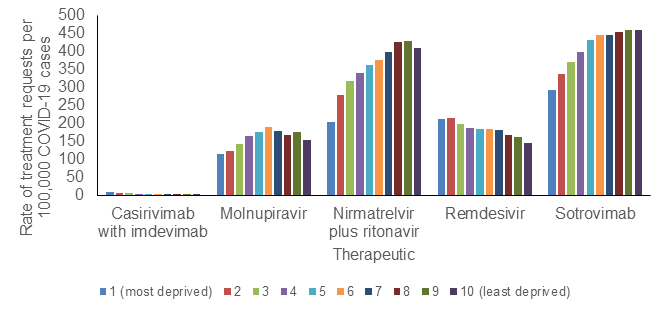 Rate of treatment requests per
100,000 COVID-19 cases
500
450
400
350
300
250
200
150
100
50
0
Casirivimab
with imdevimab
Molnupiravir
Nirmatrelvir
plus ritonavir
Remdesivir
Sotrovimab
Therapeutic
1 (most deprived) 2 3 4 5 6 7 8 9 10 (least deprived)